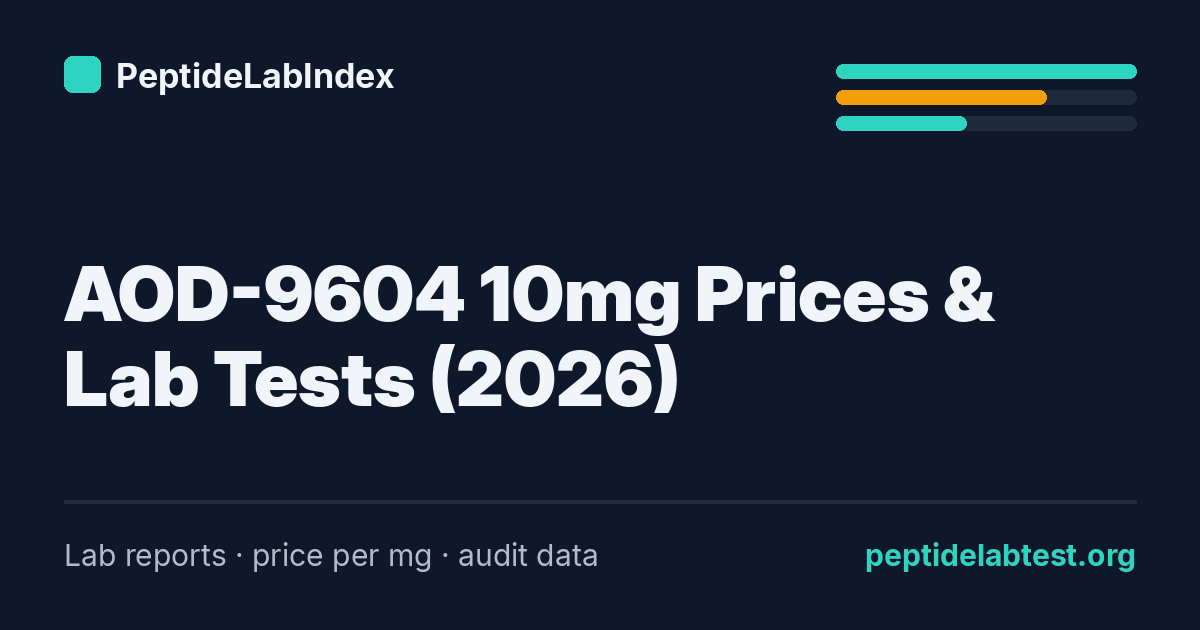 PeptideLabIndex
AOD-9604 10mg Prices &
Lab Tests (2026)
Lab reports · price per mg · audit data
peptidelabtest.org